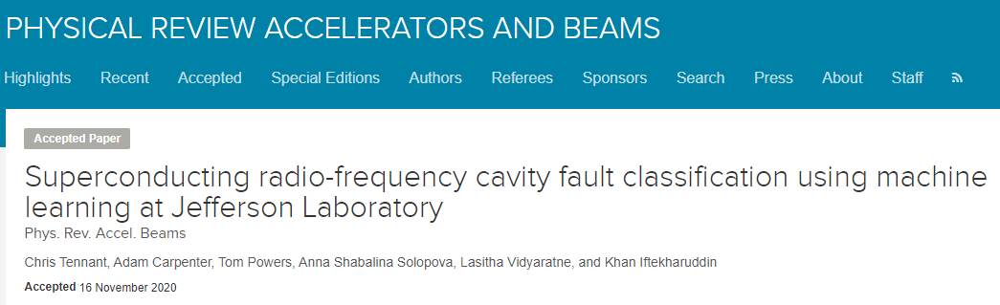 PHYSICAL REVIEW ACCELERATORS AND BEAMS
Highlights Recent Accepted Special Editions Authors Referees Sponsors Search Press About Staff
Accepted Paper
Superconducting radio-frequency cavity fault classification using machine
learning at Jefferson Laboratory
Phys. Rev. Accel. Beams
Chris Tennant, Adam Carpenter, Tom Powers, Anna Shabalina Solopova, Lasitha Vidyaratne, and Khan Iftekharuddin
Accepted 16 November 2020